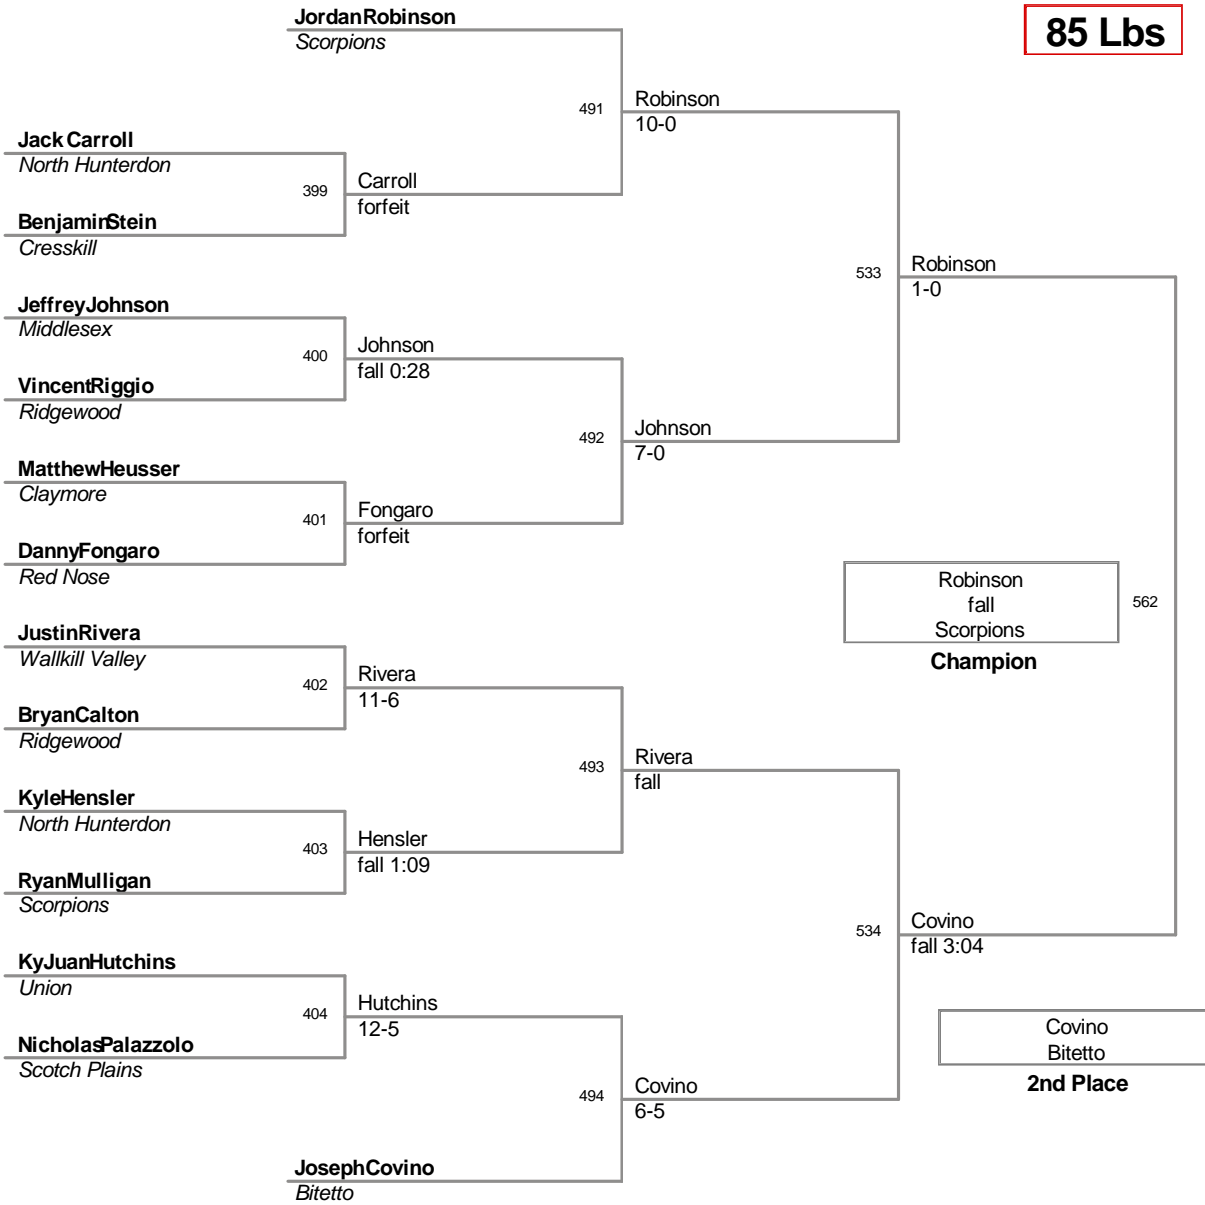 JordanRobinson
Scorpions
85 Lbs
491
Robinson
10-0
Jack Carroll
North Hunterdon
399
Carroll
forfeit
BenjaminStein
Cresskill
533
Robinson
1-0
JeffreyJohnson
Middlesex
400
Johnson
fall 0:28
VincentRiggio
Ridgewood
492
Johnson
7-0
MatthewHeusser
Claymore
401
Fongaro
forfeit
DannyFongaro
Red Nose
Robinson
fall
Scorpions
Champion
562
JustinRivera
Wallkill Valley
402
Rivera
11-6
BryanCalton
Ridgewood
493
Rivera
fall
KyleHensler
North Hunterdon
403
Hensler
fall 1:09
RyanMulligan
Scorpions
534
Covino
fall 3:04
KyJuanHutchins
Union
404
Hutchins
12-5
NicholasPalazzolo
Scotch Plains
Covino
Bitetto
2nd Place
494
Covino
6-5
JosephCovino
Bitetto